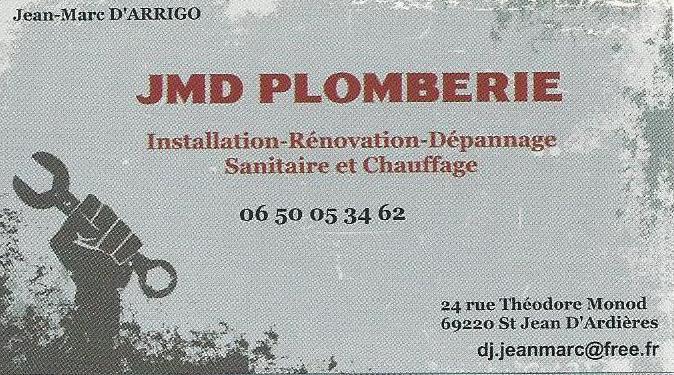 Jean-Marc D'ARRIGO
JMD PLOMBERIE
Installation-Rénovation-Dépannage
Sanitaire et Chauffage
06 50 05 34 62
24 rue Théodore Monod
69220 St Jean D'Ardières
dj.jeanmarc@free.fr